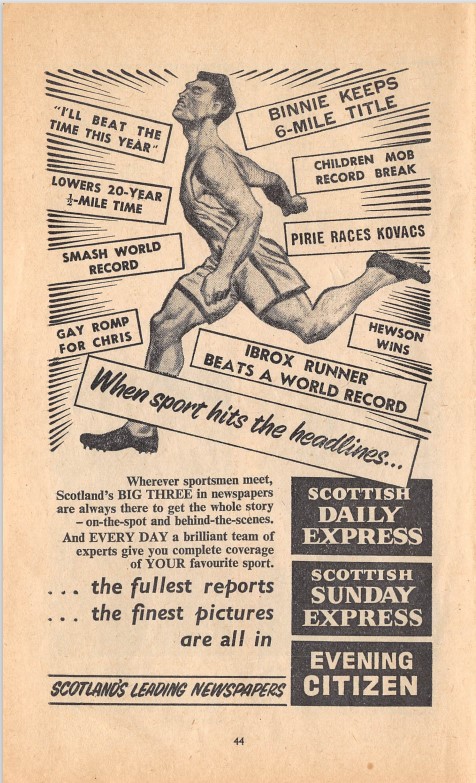 "I'LL BEAT THE
TIME THIS YEAR"
BINNIE KEEPS
6-MILE TITLE
CHILDREN MOB
RECORD BREAK
LOWERS 20-YEAR
½-MILE TIME
PIRIE RACES KOVACS
SMASH WORLD
RECORD
GAY ROMP
FOR CHRIS
HEWSON
WINS
IBROX RUNNER
BEATS A WORLD RECORD
When sport hits the headlines...
Wherever sportsmen meet,
Scotland's BIG THREE in newspapers
are always there to get the whole story
– on-the-spot and behind-the-scenes.
And EVERY DAY a brilliant team of
experts give you complete coverage
of YOUR favourite sport.
... the fullest reports
... the finest pictures
are all in
SCOTLAND'S LEADING NEWSPAPERS
SCOTTISH
DAILY
EXPRESS
SCOTTISH
SUNDAY
EXPRESS
EVENING
CITIZEN
44